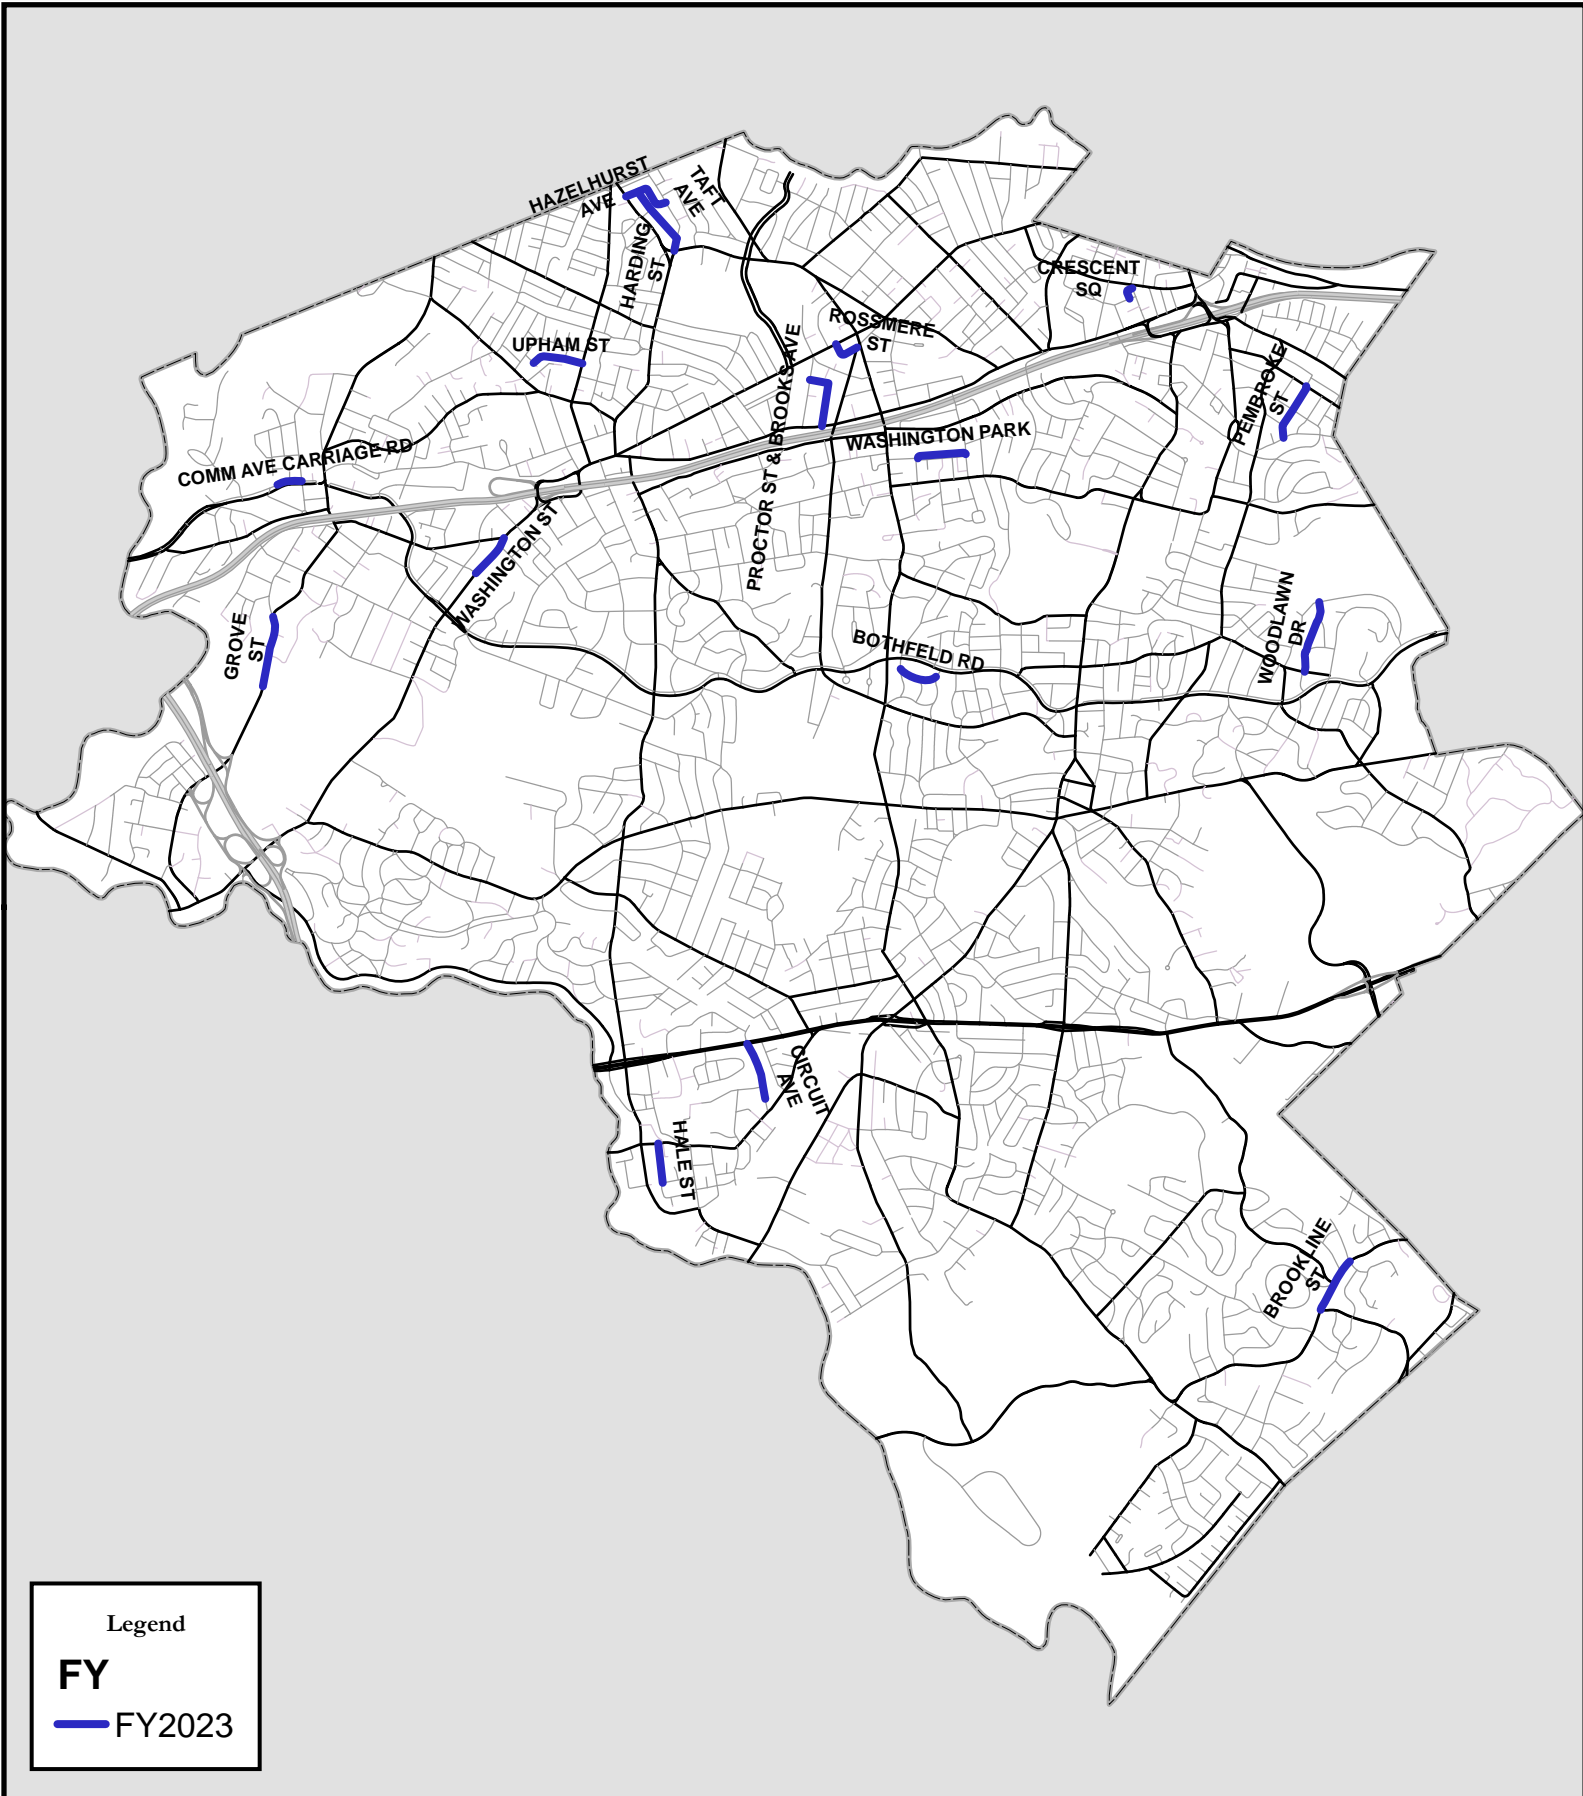 HAZELHURST
AVE
TAFT
AVE
HARDING
ST
CRESCENT
SQ
ROSSMERE
ST
UPHAM ST
PEMBROKE
ST
PROCTOR ST & BROOKS AVE
WASHINGTON PARK
COMM AVE CARRIAGE RD
WASHINGTON ST
GROVE
ST
BOTHFELD RD
WOODLAWN
DR
CIRCUIT
AVE
HALE ST
BROOKLINE
ST
Legend
FY
FY2023